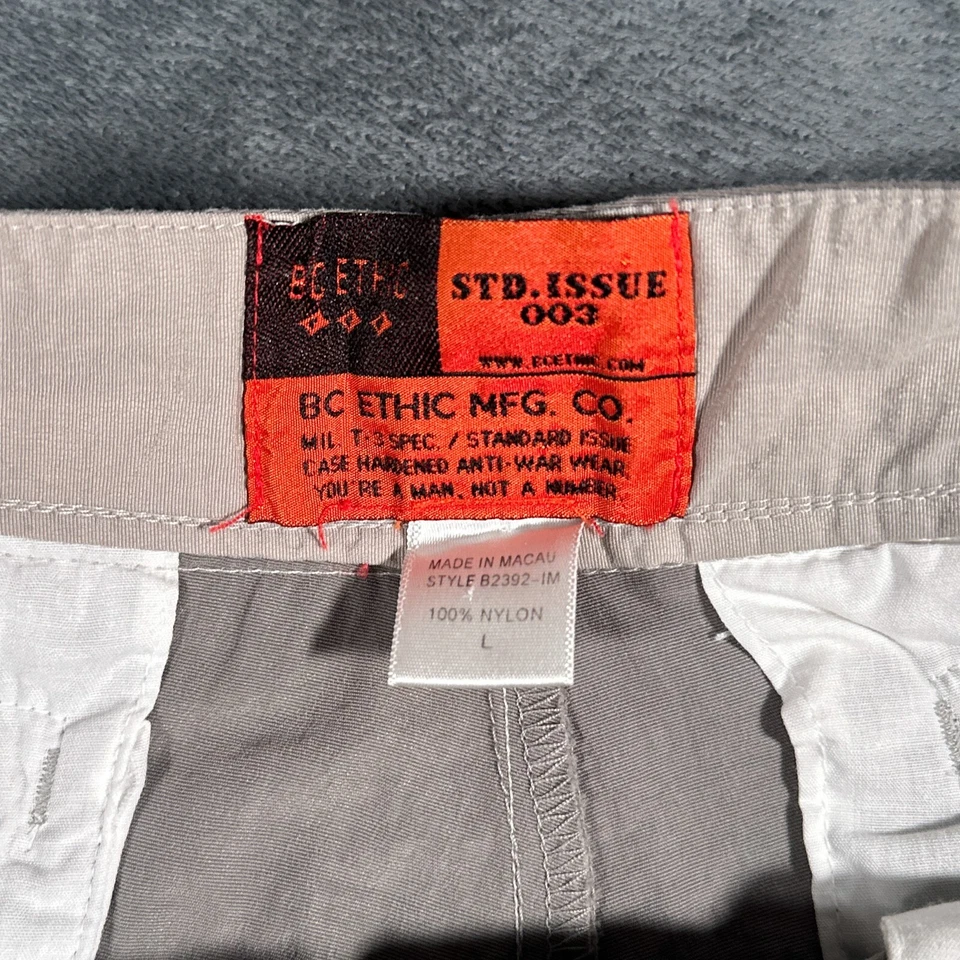 BC ETHIC
STD.ISSUE
003
WWW.BCETHIC.COM
BC ETHIC MFG. CO.
MIL T-3 SPEC. / STANDARD ISSUE
CASE HARDENED ANTI-WAR WEAR
YOU'RE A MAN, NOT A NUMBER.
MADE IN MACAU
STYLE B2392-IM
100% NYLON
L